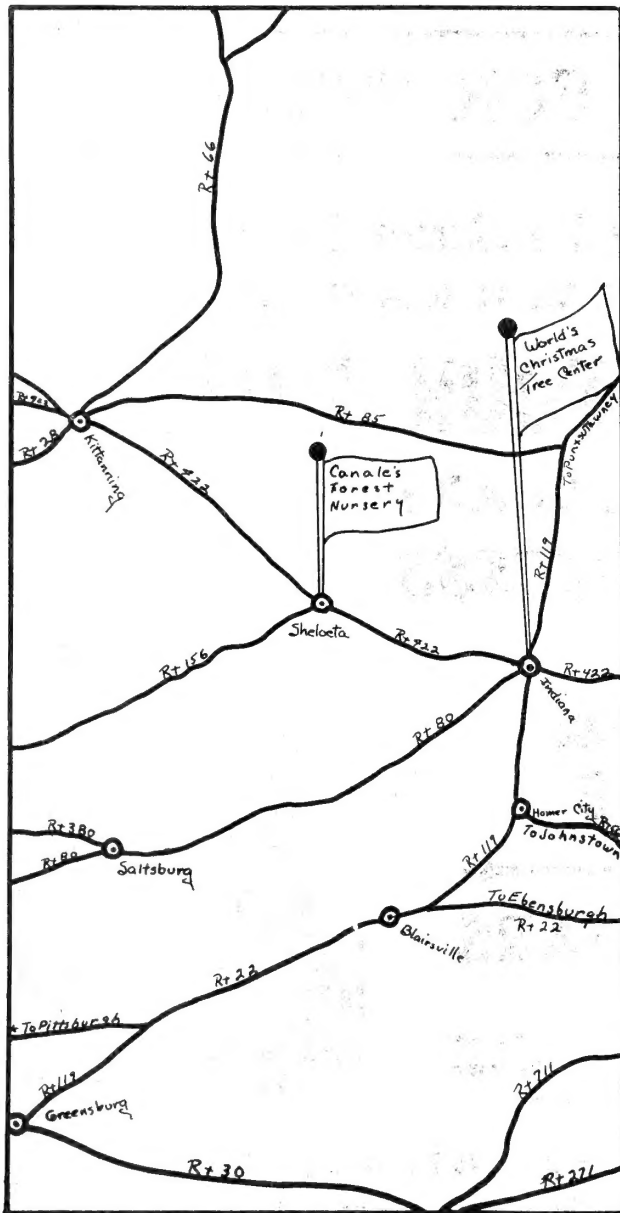 Rt 66
World's
Christmas
Tree Center
Rt 28
Kittanning
Rt 85
To Punxsutawney
Rt 422
Canale's
Forest
Nursery
Rt 119
Shelocta
Rt 422
Rt 156
Rt 422
Indiana
Rt 80
Homer City
To Johnstown
Rt 380
Rt 80
Saltsburg
Rt 119
To Ebensburgh
Rt 22
Blairsville
Rt 22
*To Pittsburgh
Rt 119
Greensburg
Rt 711
Rt 30
Rt 271